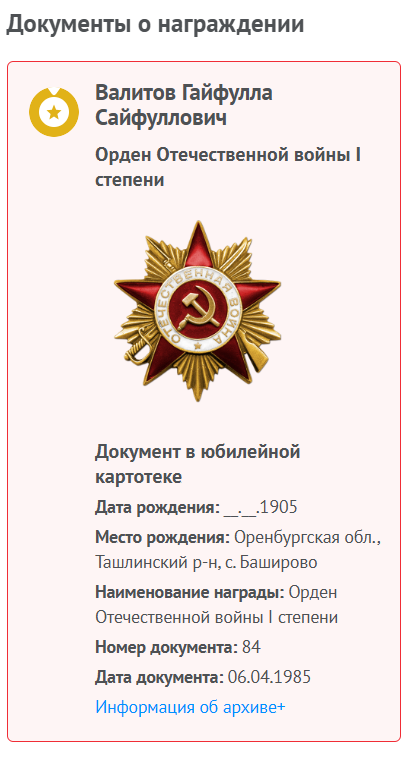 Документы о награждении
Валитов Гайфулла
Сайфуллович
Орден Отечественной войны I
степени
ОТЕЧЕСТВЕННАЯ ВОЙНА
Документ в юбилейной
картотеке
Дата рождения: __.__.1905
Место рождения: Оренбургская обл.,
Ташлинский р-н, с. Баширово
Наименование награды: Орден
Отечественной войны I степени
Номер документа: 84
Дата документа: 06.04.1985
Информация об архиве+